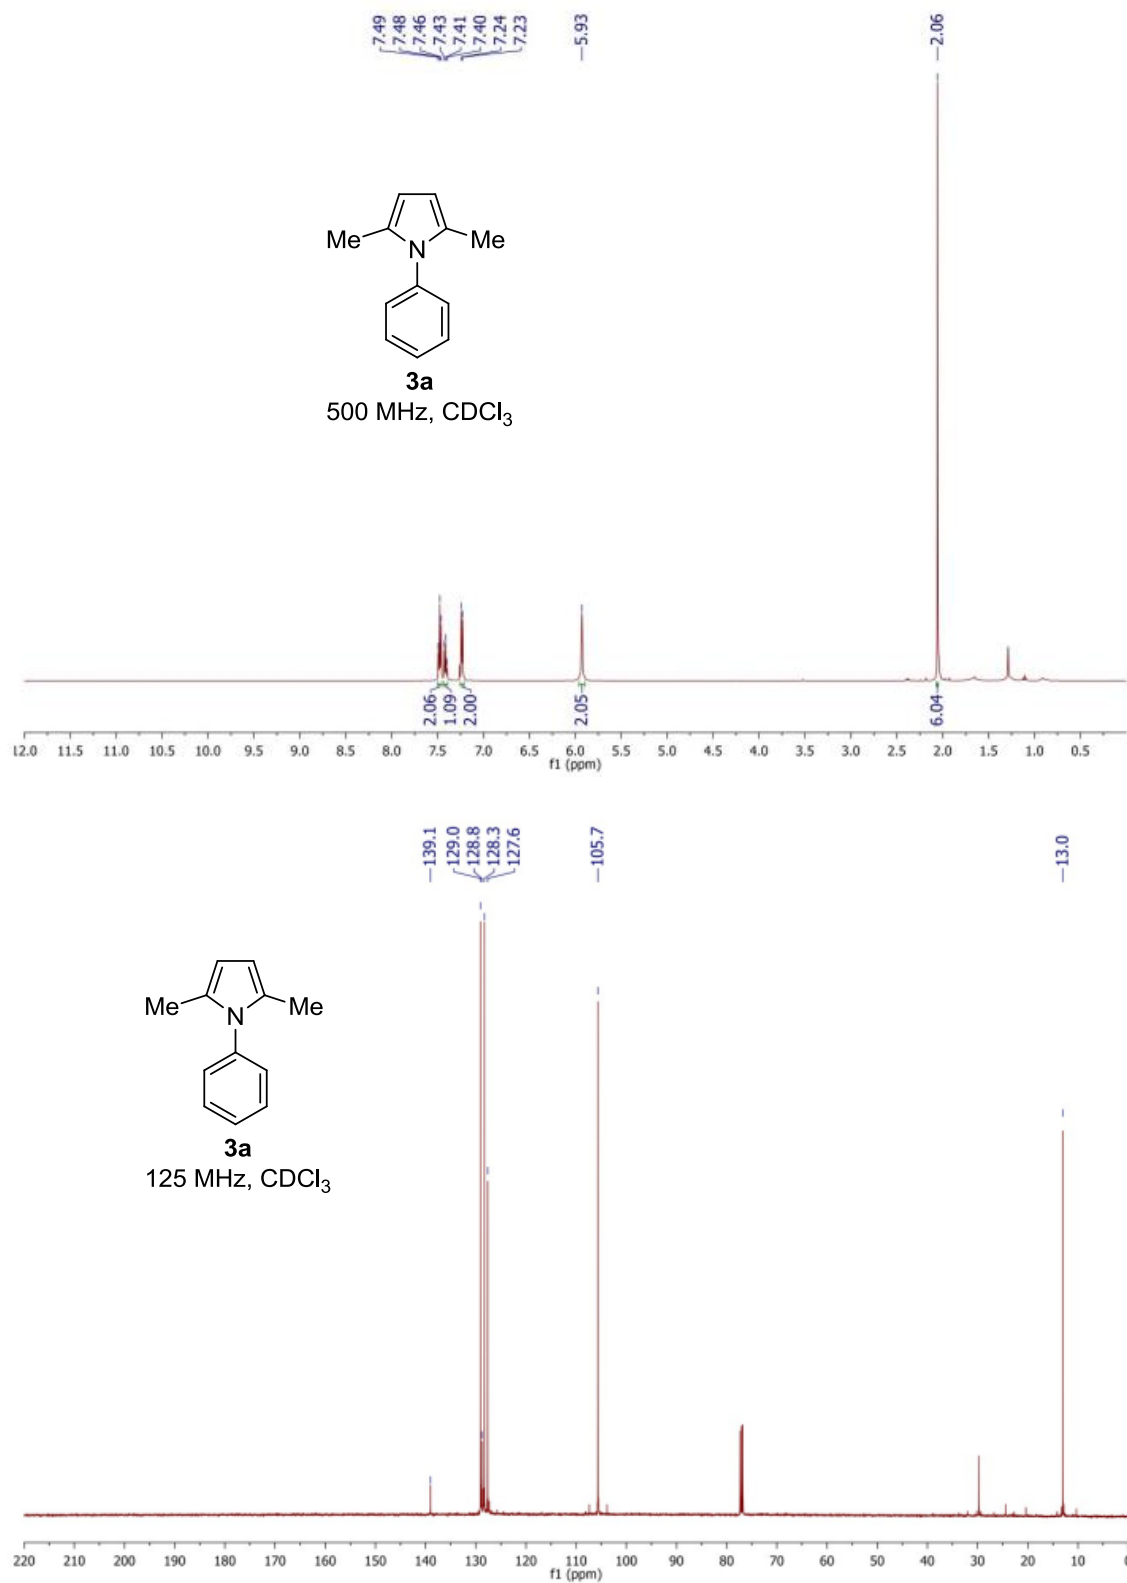 7.49 7.48 7.46 7.43 7.41 7.40 7.24 7.23 5.93 2.06
Me N Me
3a
500 MHz, CDCl3
2.06 1.09 2.00 2.05 6.04
12.0 11.5 11.0 10.5 10.0 9.5 9.0 8.5 8.0 7.5 7.0 6.5 6.0 5.5 5.0 4.5 4.0 3.5 3.0 2.5 2.0 1.5 1.0 0.5
f1 (ppm)
139.1 129.0 128.8 128.3 127.6 105.7 13.0
Me N Me
3a
125 MHz, CDCl3
220 210 200 190 180 170 160 150 140 130 120 110 100 90 80 70 60 50 40 30 20 10 0
f1 (ppm)